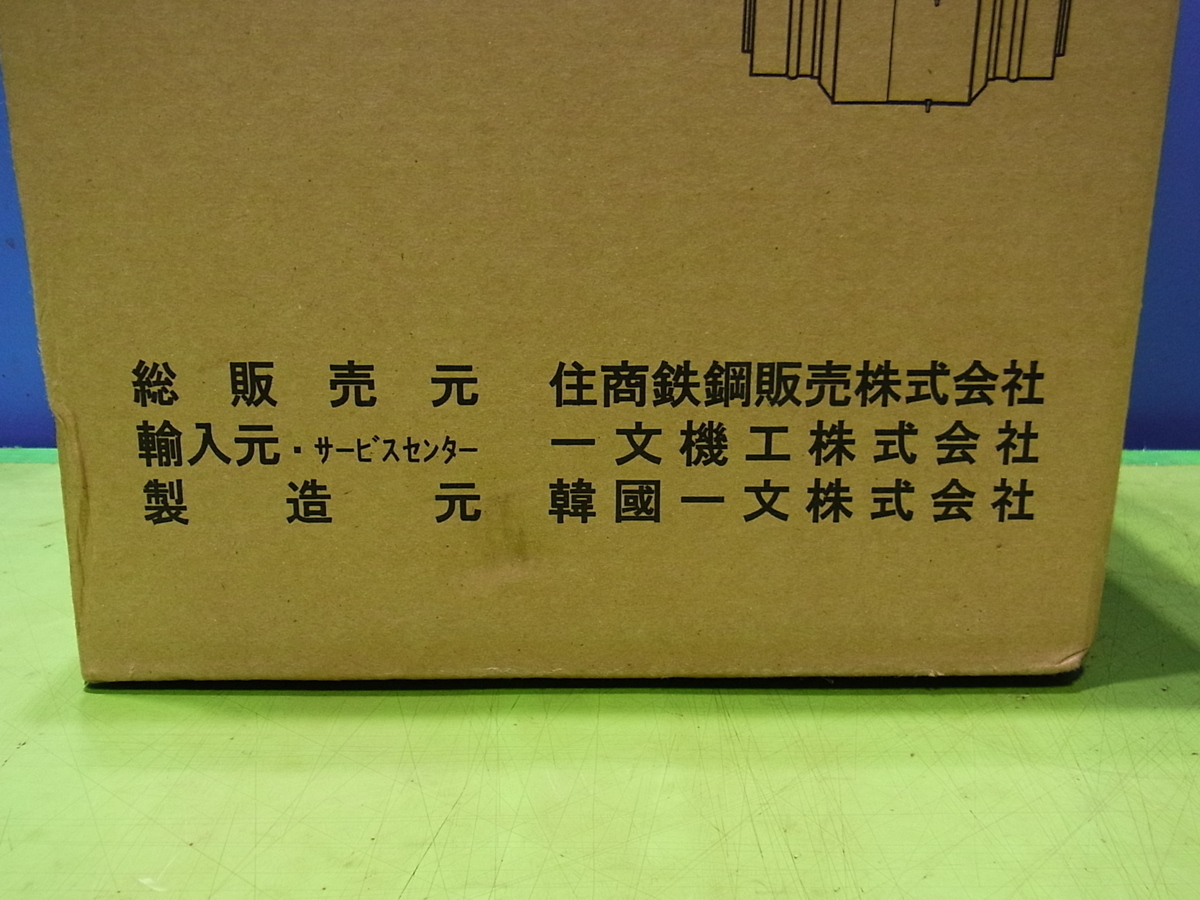 総販売元 住商鉄鋼販売株式会社
輸入元・サービスセンター 一文機工株式会社
製造元 韓國一文株式会社